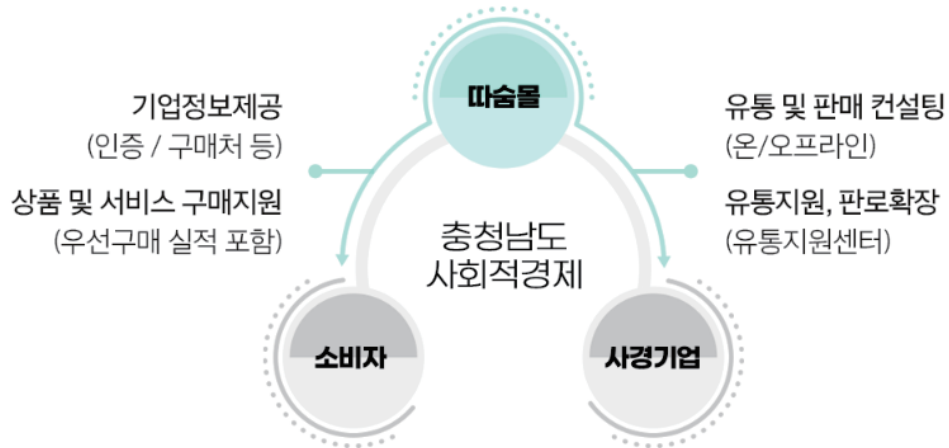 따숨몰
기업정보제공
(인증 / 구매처 등)
상품 및 서비스 구매지원
(우선구매 실적 포함)
유통 및 판매 컨설팅
(온/오프라인)
유통지원, 판로확장
(유통지원센터)
충청남도
사회적경제
소비자
사경기업